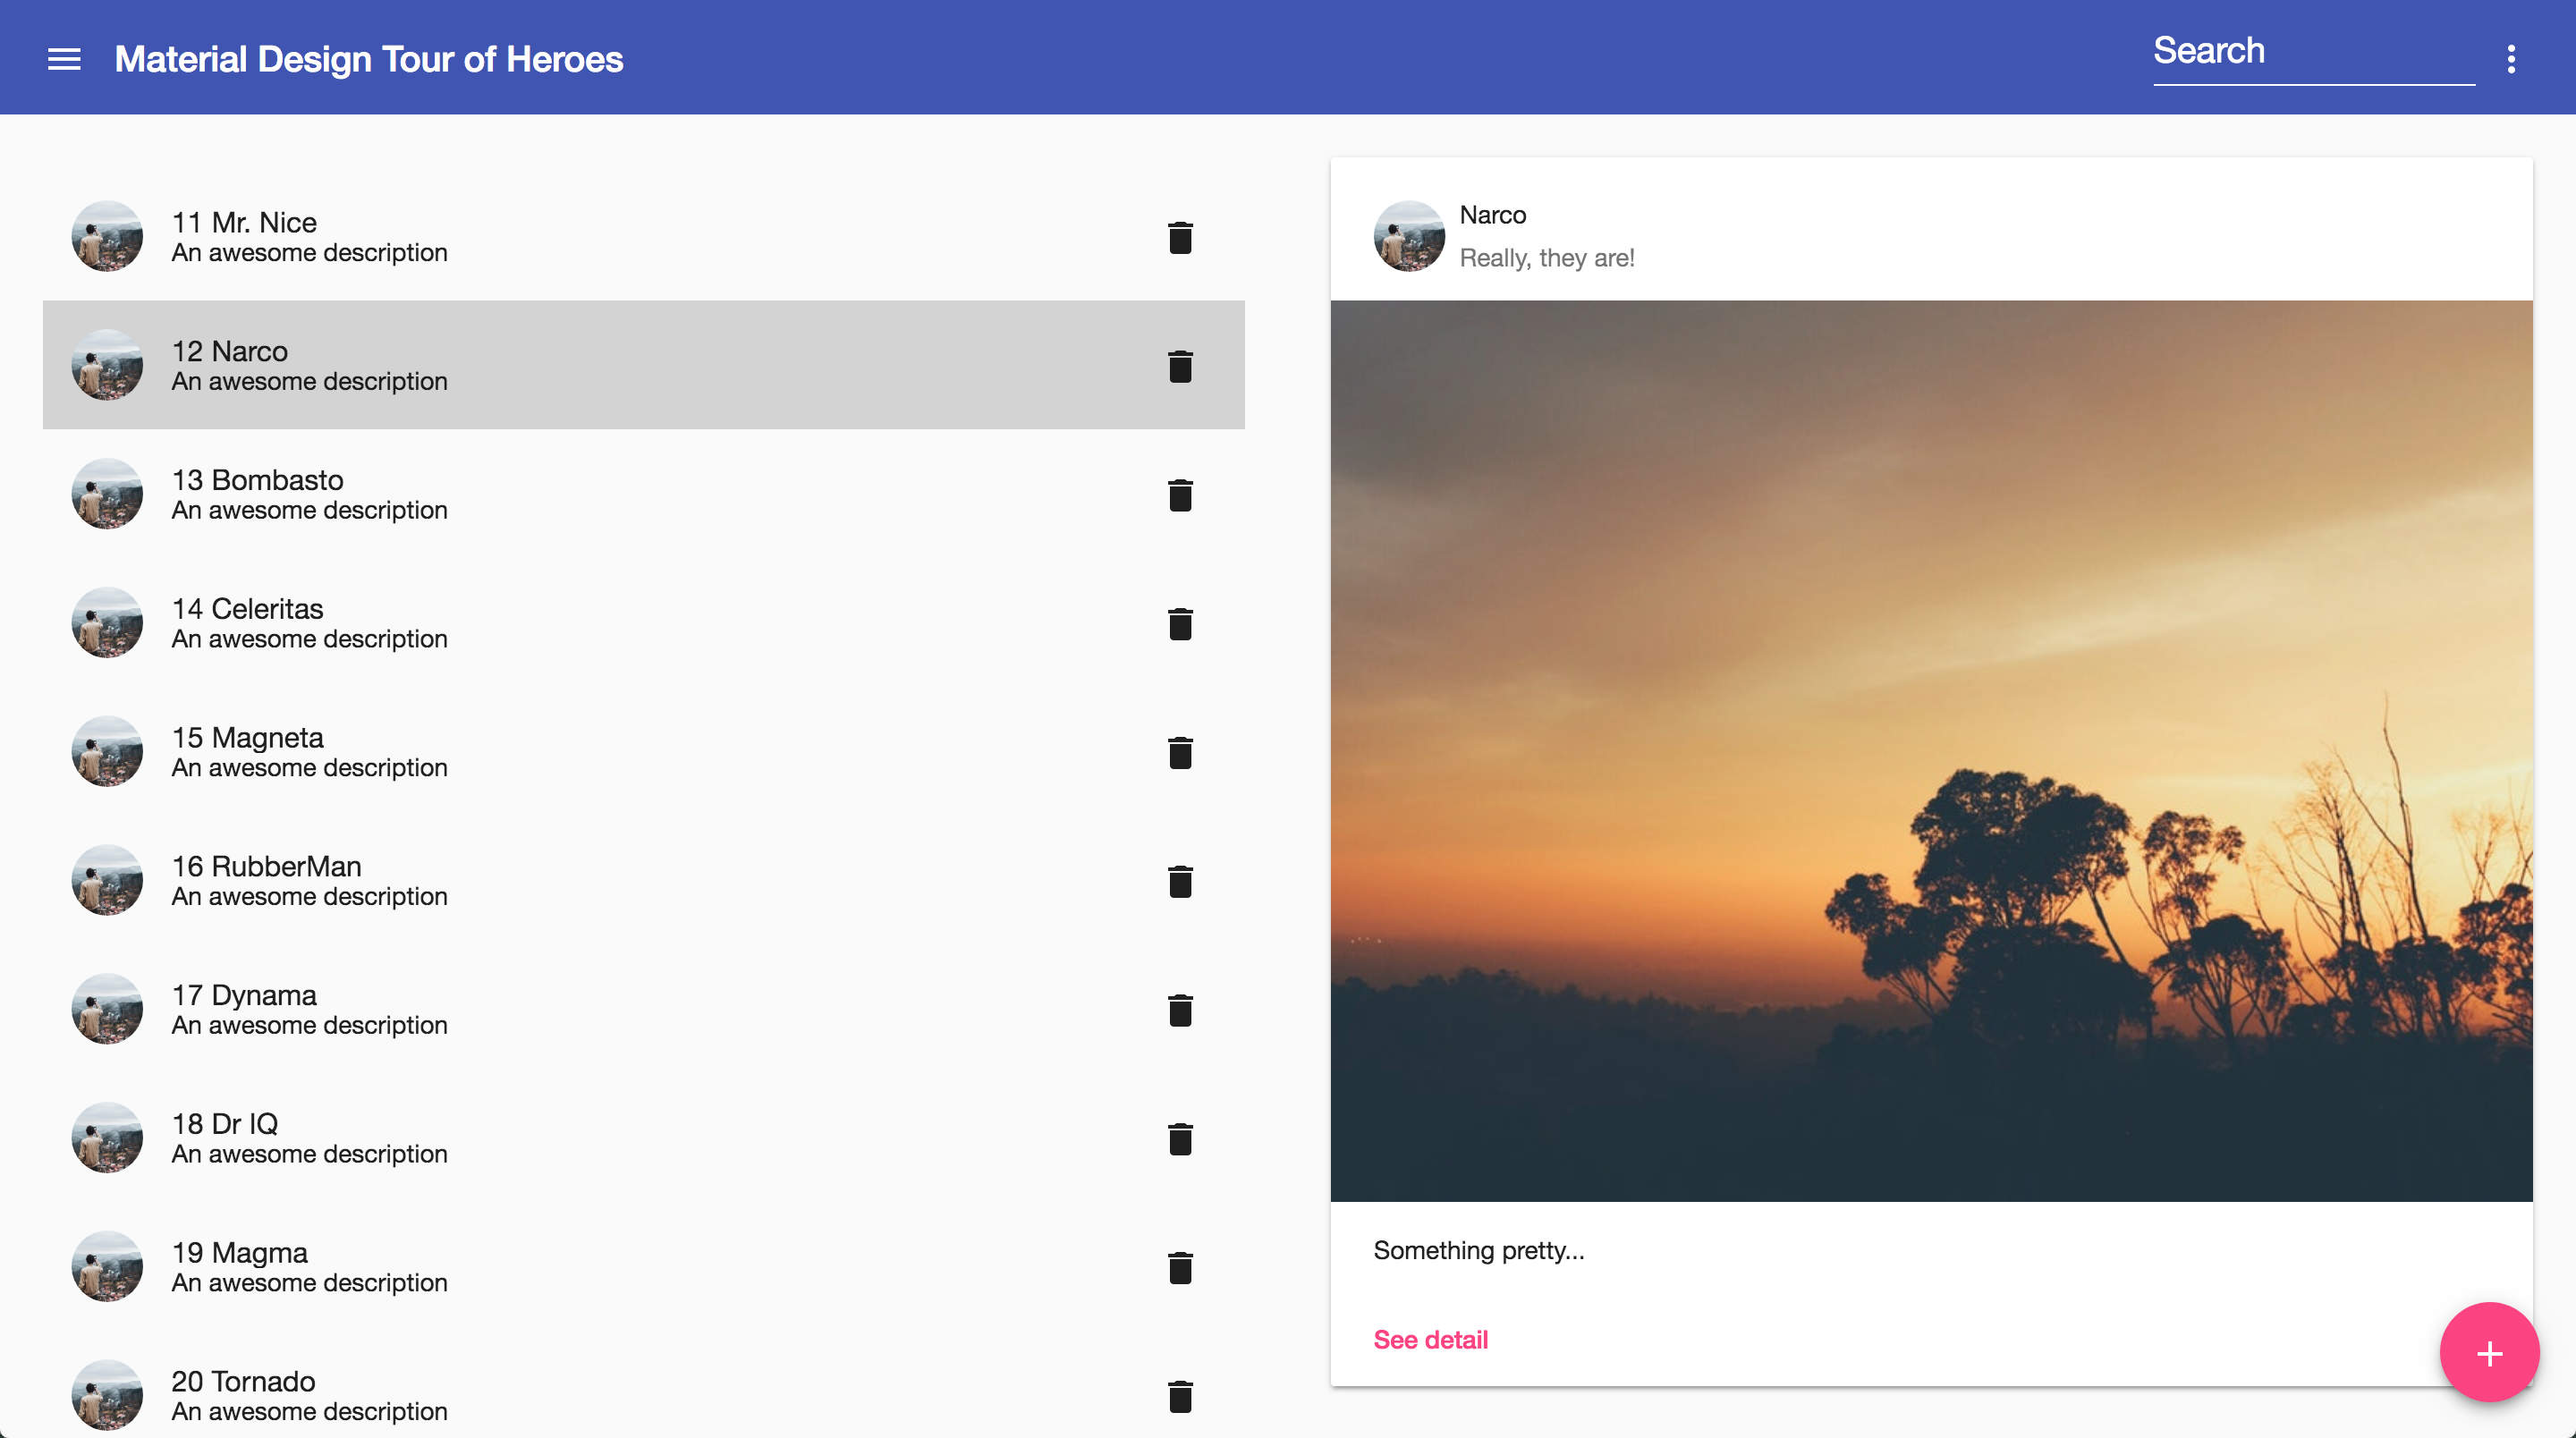 Material Design Tour of Heroes
Search
11 Mr. Nice
An awesome description
12 Narco
An awesome description
13 Bombasto
An awesome description
14 Celeritas
An awesome description
15 Magneta
An awesome description
16 RubberMan
An awesome description
17 Dynama
An awesome description
18 Dr IQ
An awesome description
19 Magma
An awesome description
20 Tornado
An awesome description
Narco
Really, they are!
Something pretty...
See detail